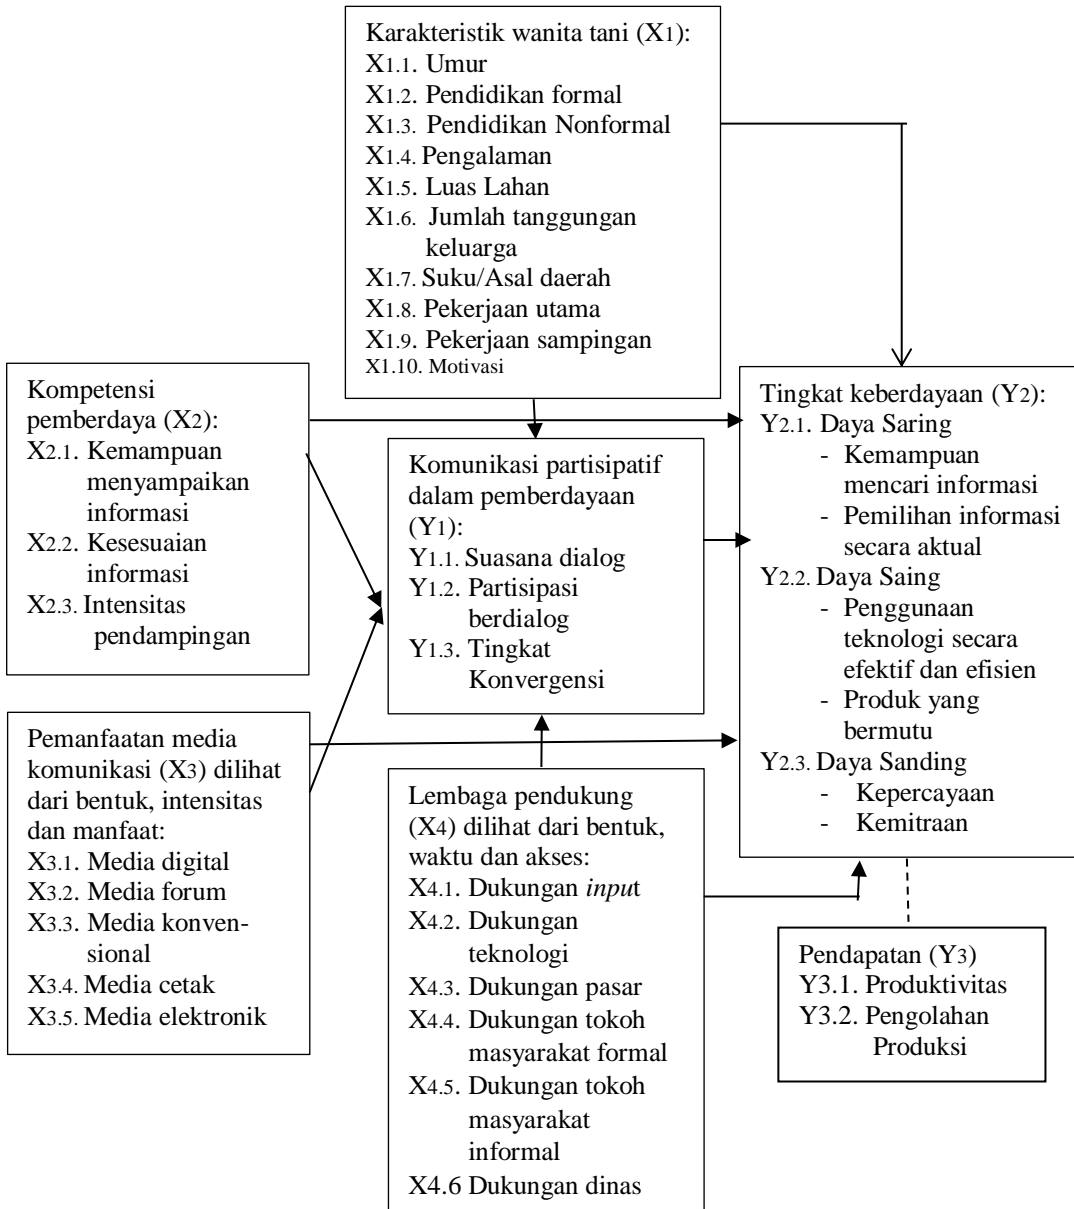 Karakteristik wanita tani (X1):
X1.1. Umur
X1.2. Pendidikan formal
X1.3. Pendidikan Nonformal
X1.4. Pengalaman
X1.5. Luas Lahan
X1.6. Jumlah tanggungan
keluarga
X1.7. Suku/Asal daerah
X1.8. Pekerjaan utama
X1.9. Pekerjaan sampingan
X1.10. Motivasi
Kompetensi
pemberdaya (X2):
X2.1. Kemampuan
menyampaikan
informasi
X2.2. Kesesuaian
informasi
X2.3. Intensitas
pendampingan
Pemanfaatan media
komunikasi (X3) dilihat
dari bentuk, intensitas
dan manfaat:
X3.1. Media digital
X3.2. Media forum
X3.3. Media konven-
sional
X3.4. Media cetak
X3.5. Media elektronik
Komunikasi partisipatif
dalam pemberdayaan
(Y1):
Y1.1. Suasana dialog
Y1.2. Partisipasi
berdialog
Y1.3. Tingkat
Konvergensi
Lembaga pendukung
(X4) dilihat dari bentuk,
waktu dan akses:
X4.1. Dukungan input
X4.2. Dukungan
teknologi
X4.3. Dukungan pasar
X4.4. Dukungan tokoh
masyarakat formal
X4.5. Dukungan tokoh
masyarakat
informal
X4.6 Dukungan dinas
Tingkat keberdayaan (Y2):
Y2.1. Daya Saring
- Kemampuan
mencari informasi
- Pemilihan informasi
secara aktual
Y2.2. Daya Saing
- Penggunaan
teknologi secara
efektif dan efisien
- Produk yang
bermutu
Y2.3. Daya Sanding
- Kepercayaan
- Kemitraan
Pendapatan (Y3)
Y3.1. Produktivitas
Y3.2. Pengolahan
Produksi